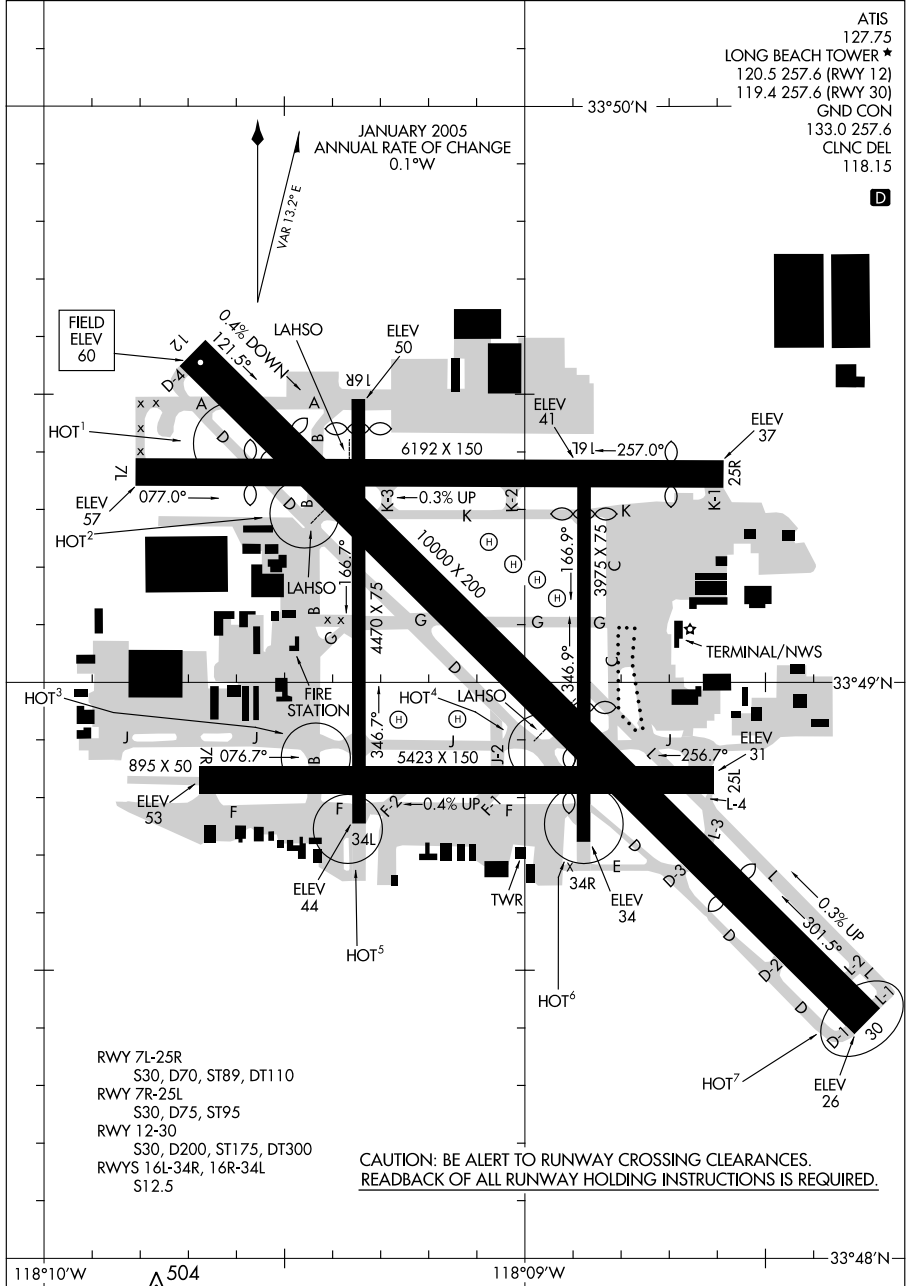 ATIS
127.75
LONG BEACH TOWER ★
120.5 257.6 (RWY 12)
119.4 257.6 (RWY 30)
GND CON
133.0 257.6
CLNC DEL
118.15
D
33°50'N
JANUARY 2005
ANNUAL RATE OF CHANGE
0.1°W
VAR 13.2° E
FIELD
ELEV
60
12
0.4% DOWN
121.5°
LAHSO
ELEV
50
D-4
16R
A
A
HOT¹
D
B
ELEV
41
6192 X 150
16L
257.0°
ELEV
37
7L
25R
077.0°
ELEV
57
HOT²
D
B
K-3
0.3% UP
K-2
K-1
K
K
H
H
H
H
10000 X 200
166.7°
4470 X 75
166.9°
3975 X 75
C
LAHSO
B
x x
G
G
G
G
D
346.9°
C
TERMINAL/NWS
FIRE
STATION
33°49'N
HOT³
HOT⁴
LAHSO
H
H
346.7°
J
J
J
J-2
L
256.7°
ELEV
31
895 X 50
7R
076.7°
B
5423 X 150
25L
L-4
ELEV
53
F
F
F-2
0.4% UP
F-1
F
L-3
34L
D
D-3
E
x
34R
ELEV
44
TWR
ELEV
34
L
0.3% UP
301.5°
HOT⁵
HOT⁶
D
D-2
D
L-2
L
L-1
D-1
30
HOT⁷
ELEV
26
RWY 7L-25R
S30, D70, ST89, DT110
RWY 7R-25L
S30, D75, ST95
RWY 12-30
S30, D200, ST175, DT300
RWYS 16L-34R, 16R-34L
S12.5
CAUTION: BE ALERT TO RUNWAY CROSSING CLEARANCES.
READBACK OF ALL RUNWAY HOLDING INSTRUCTIONS IS REQUIRED.
33°48'N
118°10'W
504
118°09'W